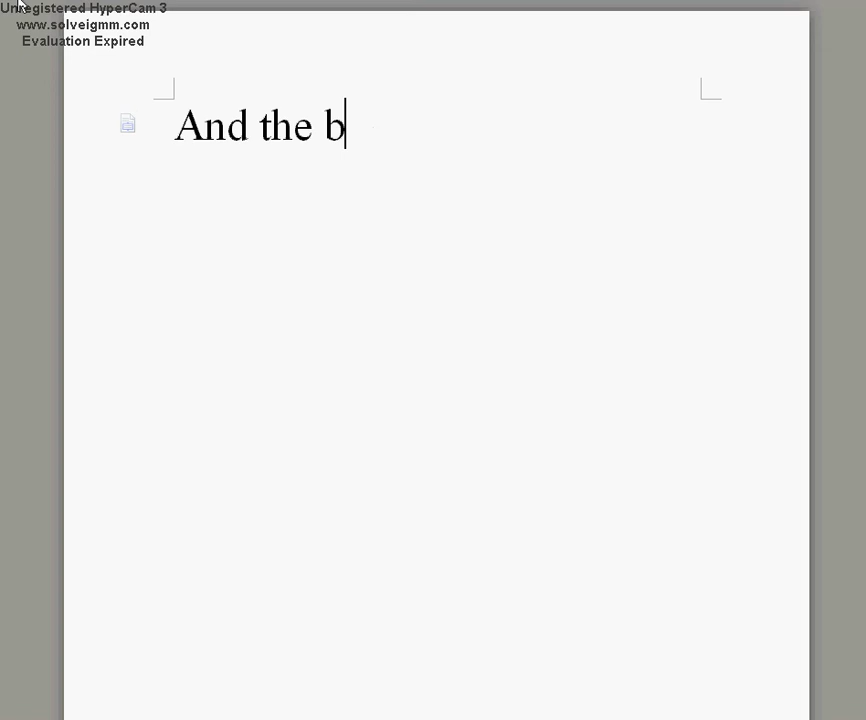 Unregistered HyperCam 3
www.solveigmm.com
Evaluation Expired
And the b